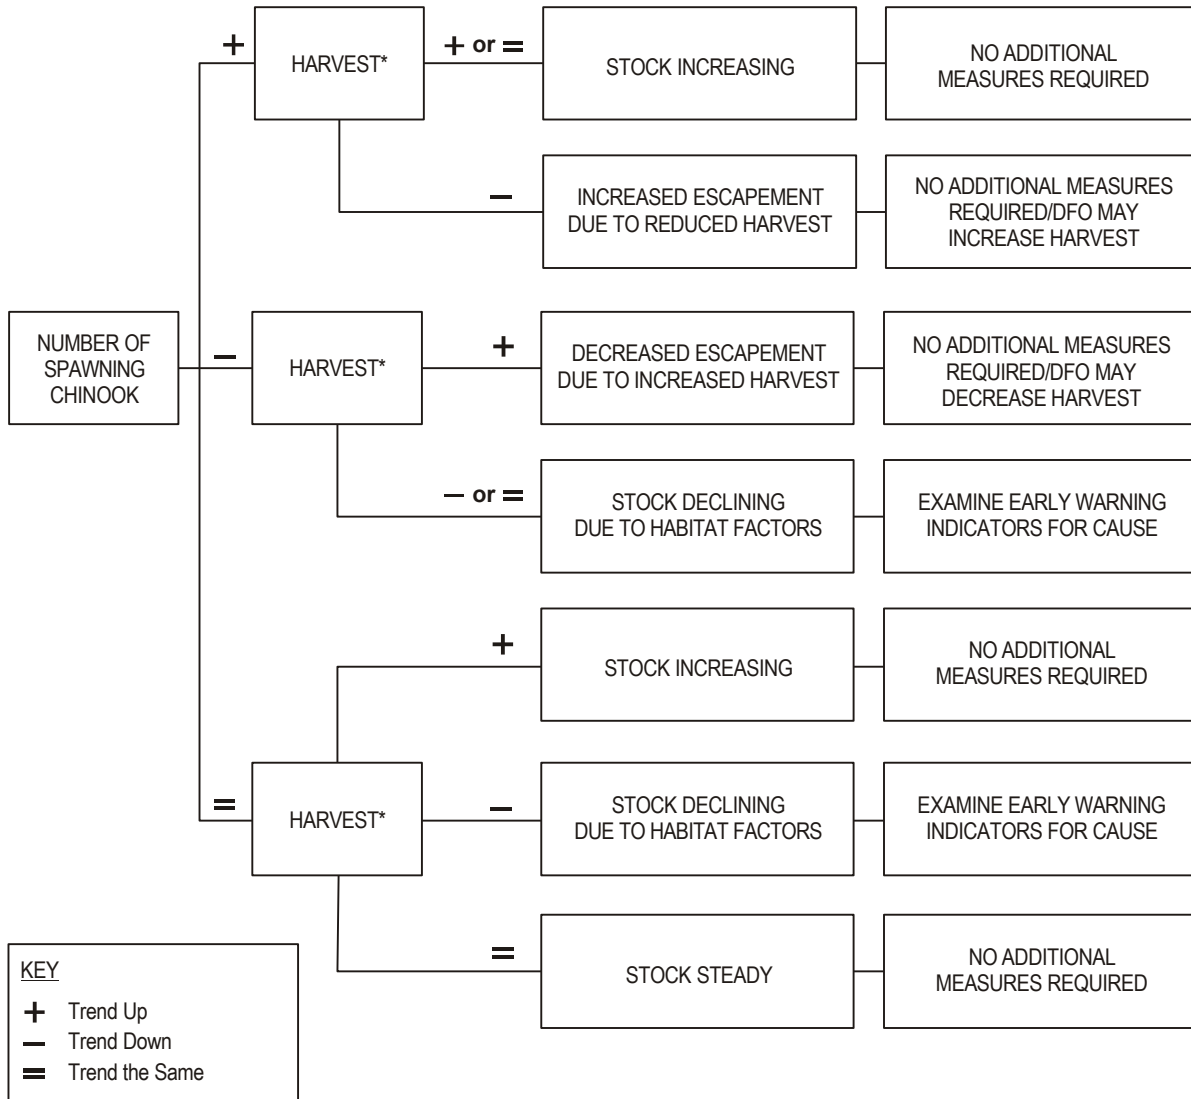 +
HARVEST*
+ or =
STOCK INCREASING
NO ADDITIONAL
MEASURES REQUIRED
–
INCREASED ESCAPEMENT
DUE TO REDUCED HARVEST
NO ADDITIONAL MEASURES
REQUIRED/DFO MAY
INCREASE HARVEST
NUMBER OF
SPAWNING
CHINOOK
–
HARVEST*
+
DECREASED ESCAPEMENT
DUE TO INCREASED HARVEST
NO ADDITIONAL MEASURES
REQUIRED/DFO MAY
DECREASE HARVEST
– or =
STOCK DECLINING
DUE TO HABITAT FACTORS
EXAMINE EARLY WARNING
INDICATORS FOR CAUSE
+
STOCK INCREASING
NO ADDITIONAL
MEASURES REQUIRED
=
HARVEST*
–
STOCK DECLINING
DUE TO HABITAT FACTORS
EXAMINE EARLY WARNING
INDICATORS FOR CAUSE
=
STOCK STEADY
NO ADDITIONAL
MEASURES REQUIRED
KEY
+ Trend Up
– Trend Down
= Trend the Same